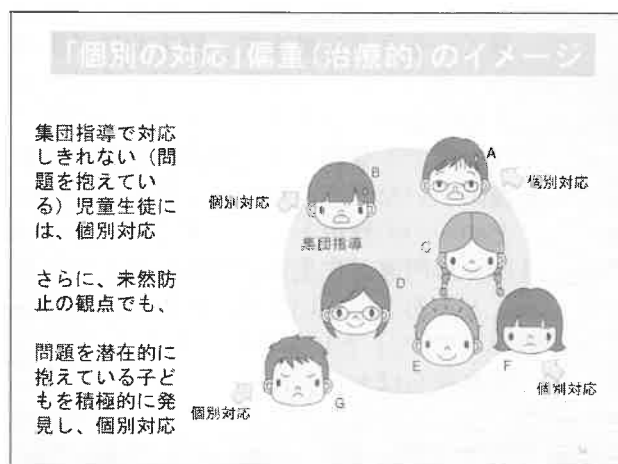 「個別の対応」偏重(治療的)のイメージ
集団指導で対応
しきれない(問
題を抱えてい
る)児童生徒に
は、個別対応
さらに、未然防
止の観点でも、
問題を潜在的に
抱えている子ど
もを積極的に発
見し、個別対応
A
個別対応
B
個別対応
集団指導
C
D
E
F
個別対応
G
個別対応